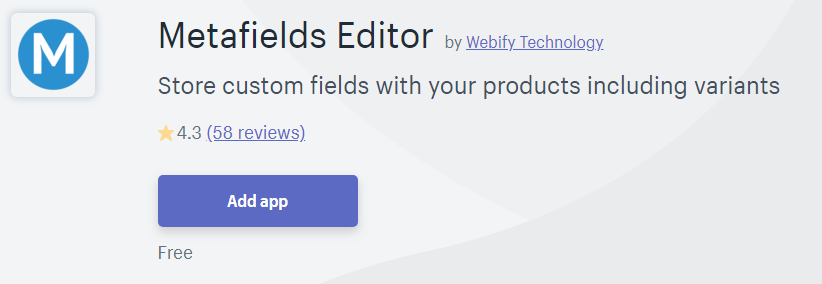 M
Metafields Editor by Webify Technology
Store custom fields with your products including variants
4.3 (58 reviews)
Add app
Free